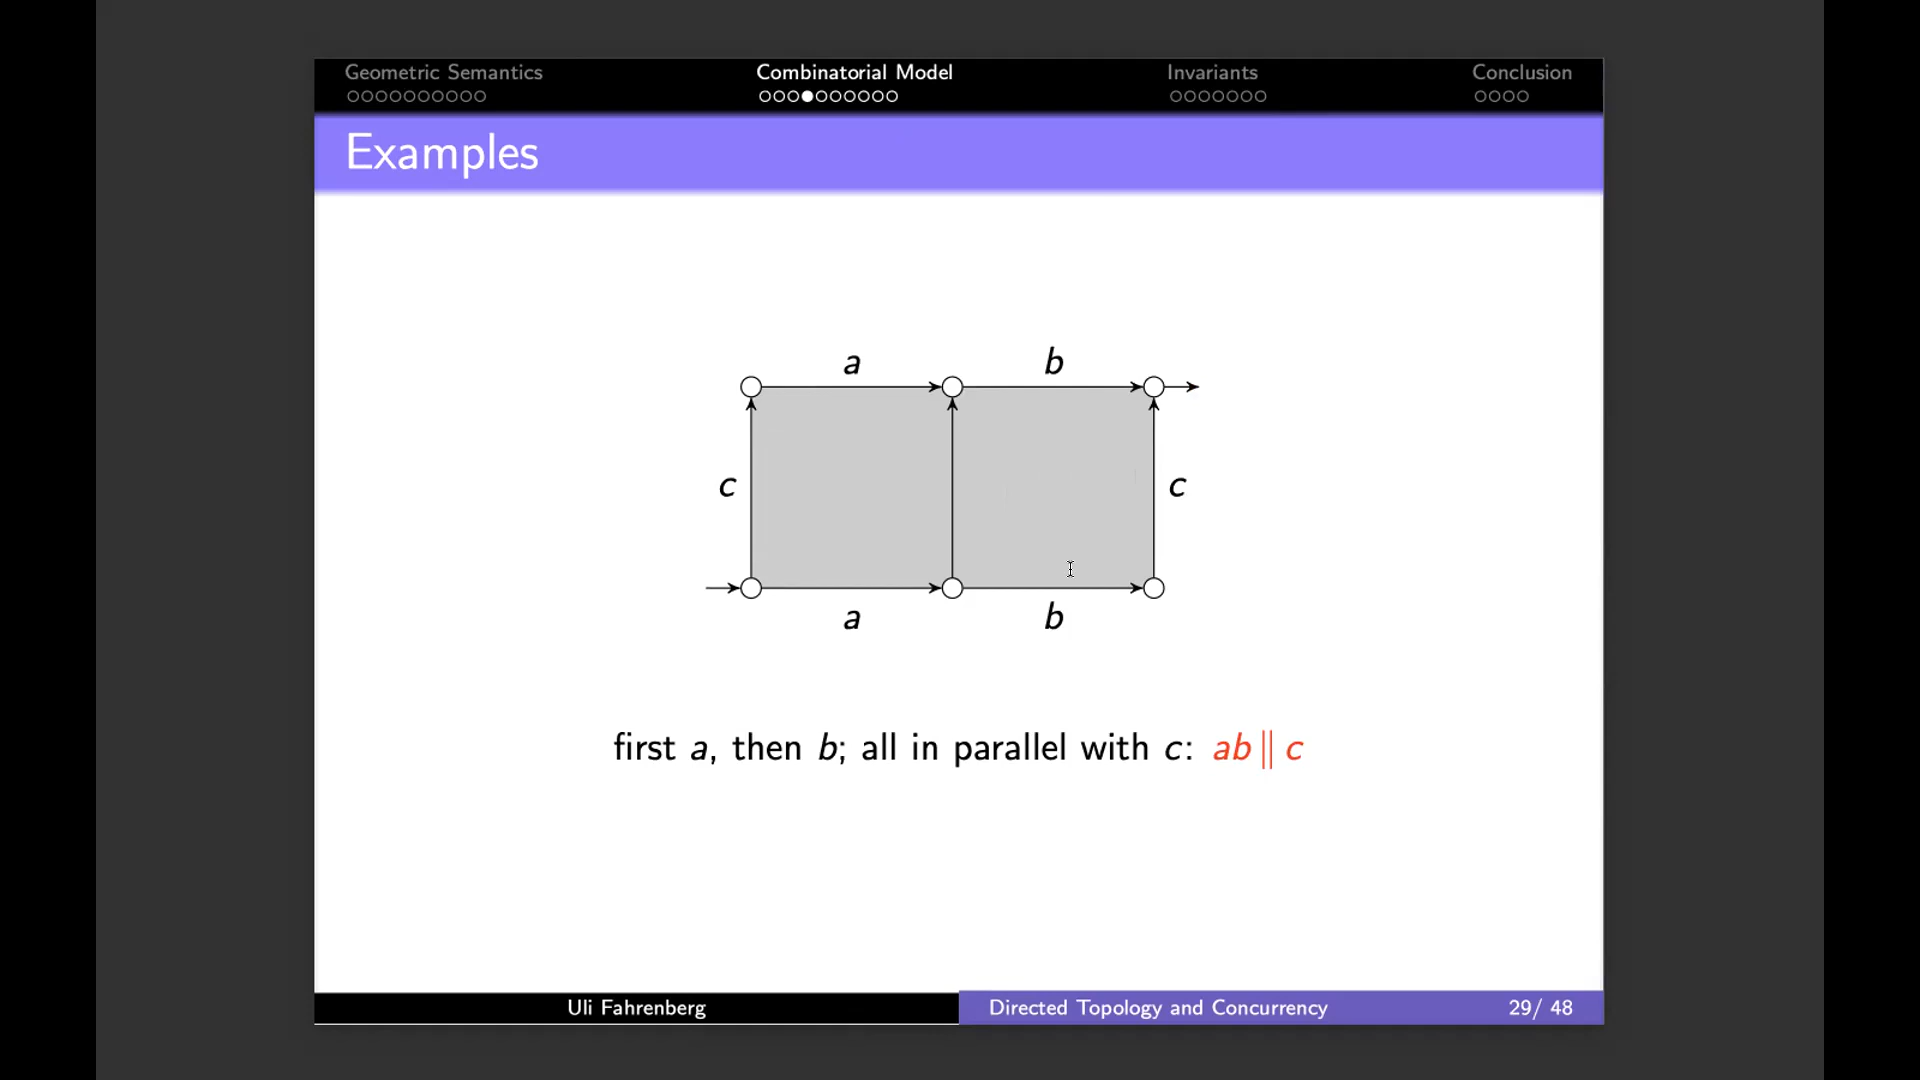 Geometric Semantics Combinatorial Model Invariants Conclusion
Examples
a b
c c
a b
first a, then b; all in parallel with c: ab || c
Uli Fahrenberg Directed Topology and Concurrency 29/ 48